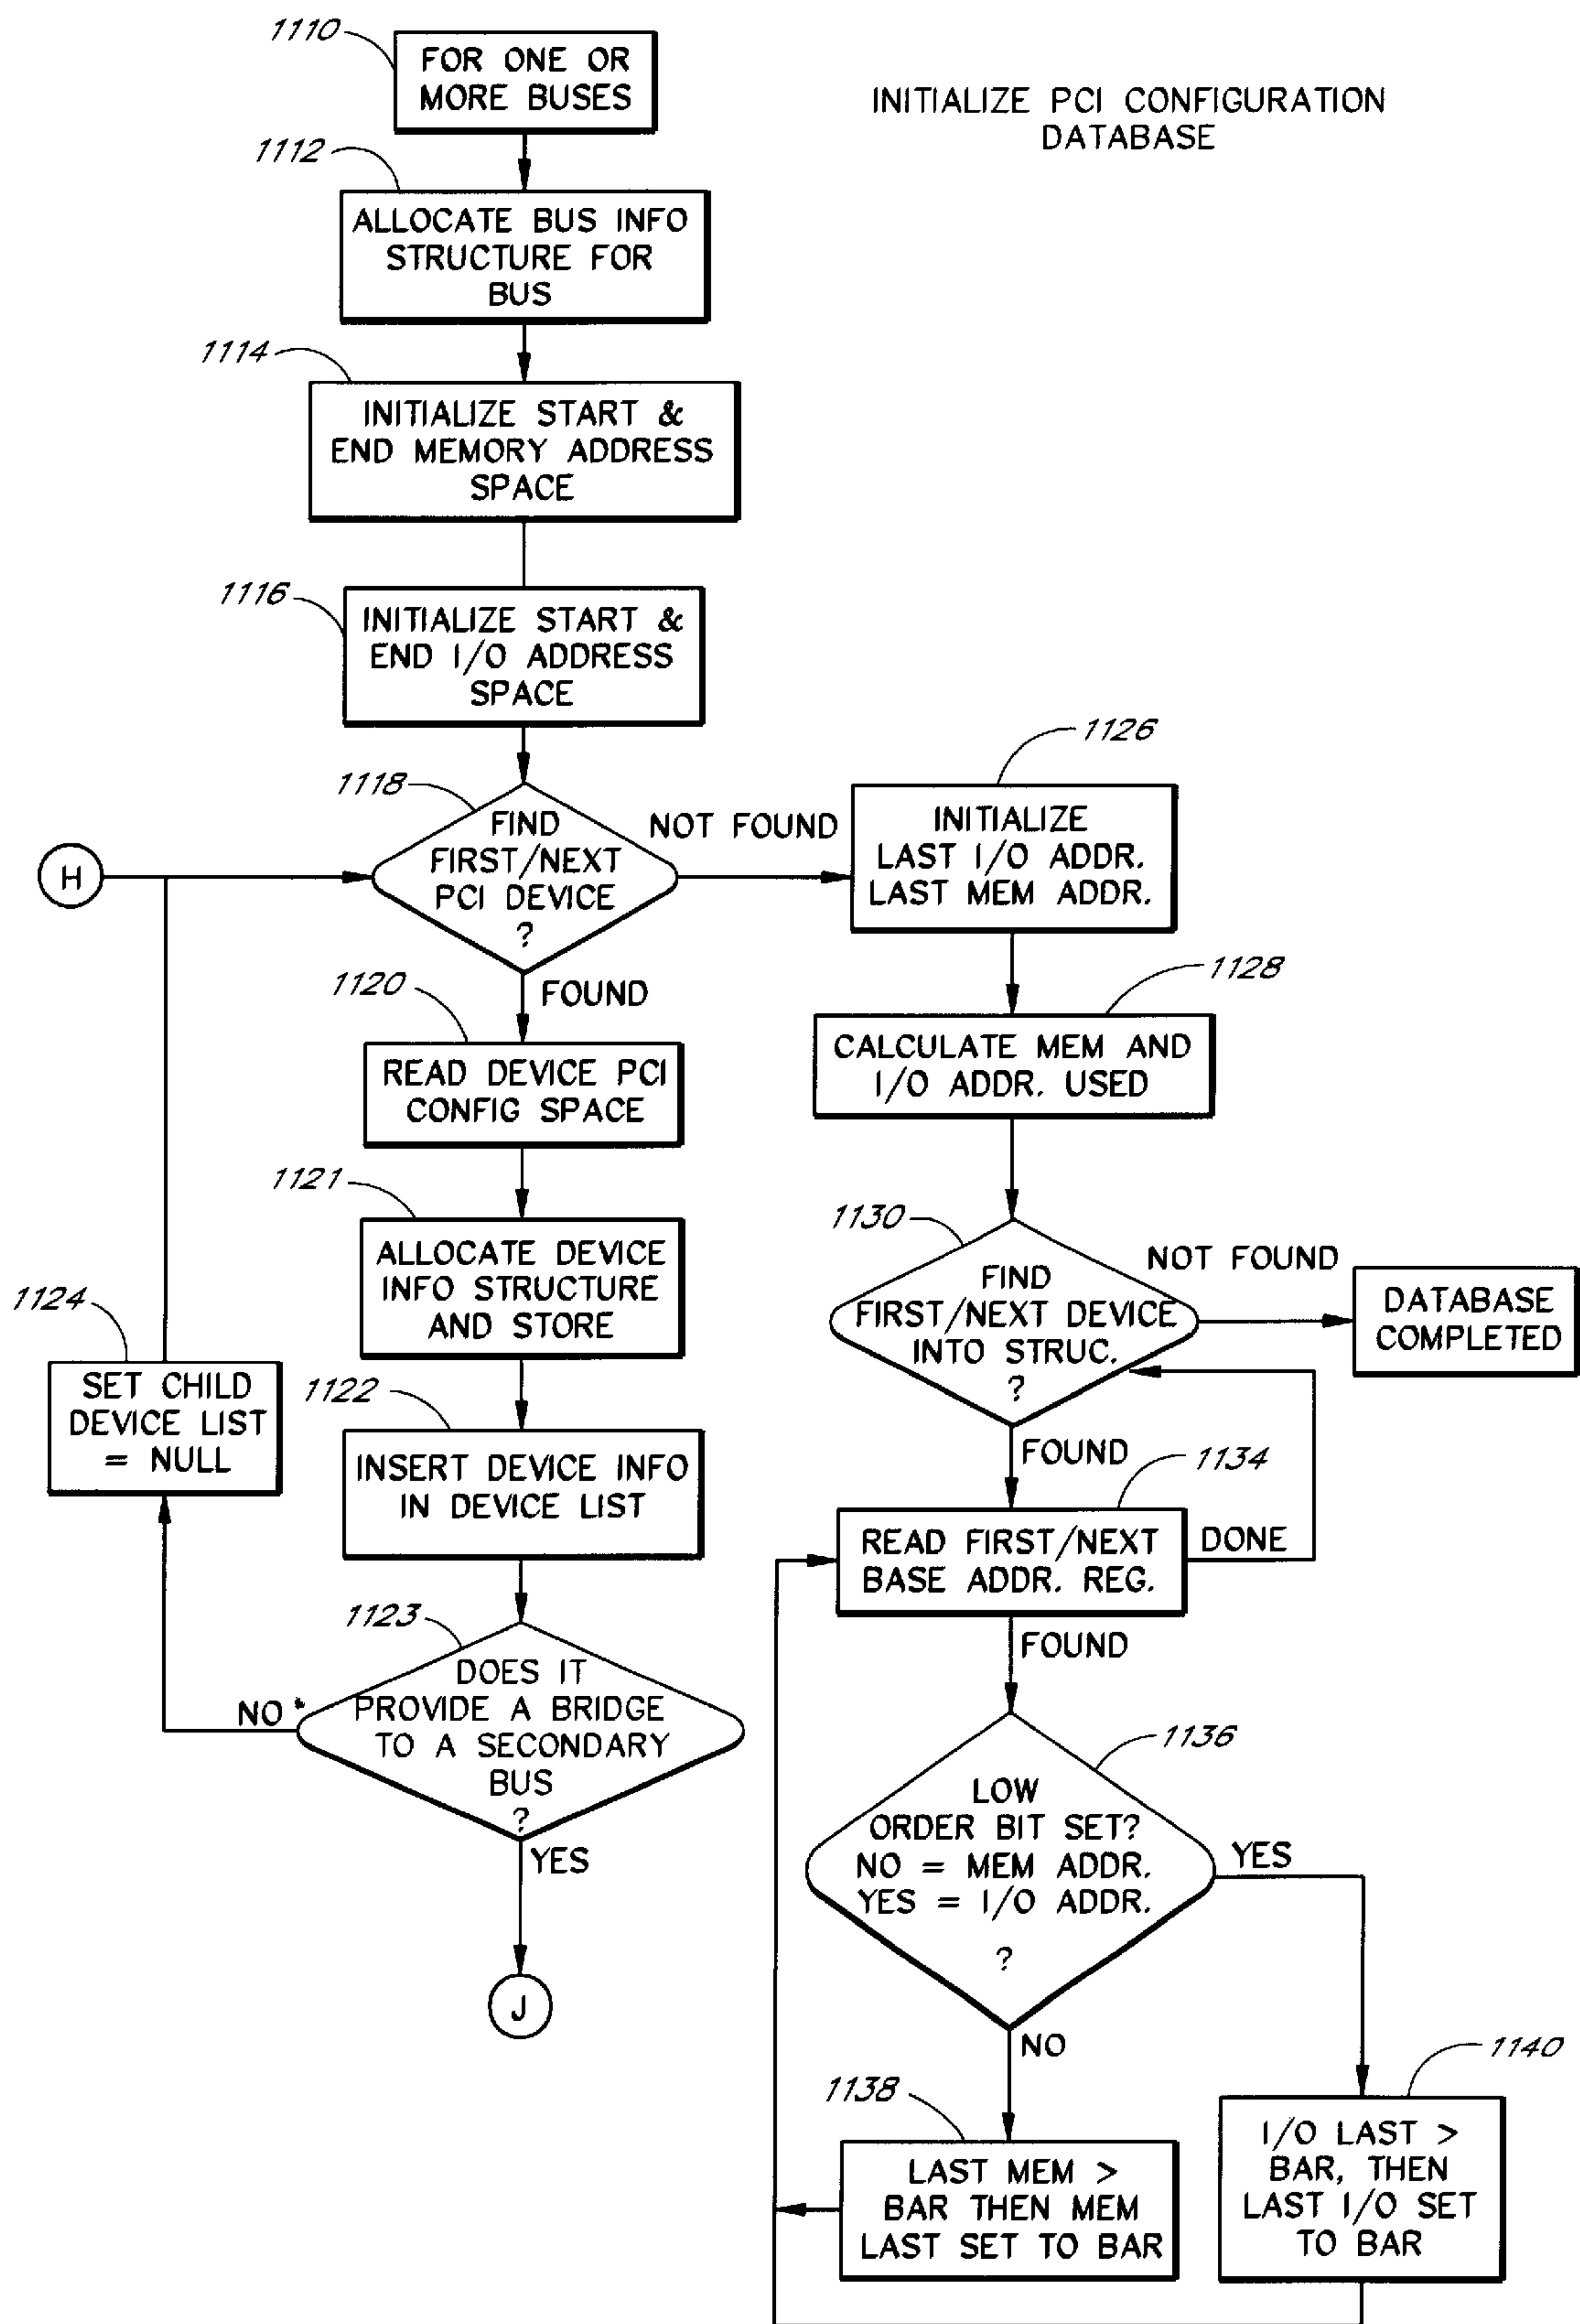 1110
FOR ONE OR
MORE BUSES
INITIALIZE PCI CONFIGURATION
DATABASE
1112
ALLOCATE BUS INFO
STRUCTURE FOR
BUS
1114
INITIALIZE START &
END MEMORY ADDRESS
SPACE
1116
INITIALIZE START &
END I/O ADDRESS
SPACE
1118
FIND
FIRST/NEXT
PCI DEVICE
?
NOT FOUND
H
FOUND
1120
READ DEVICE PCI
CONFIG SPACE
1121
ALLOCATE DEVICE
INFO STRUCTURE
AND STORE
1122
INSERT DEVICE INFO
IN DEVICE LIST
1123
DOES IT
PROVIDE A BRIDGE
TO A SECONDARY
BUS
?
NO
1124
SET CHILD
DEVICE LIST
= NULL
YES
J
1126
INITIALIZE
LAST I/O ADDR.
LAST MEM ADDR.
1128
CALCULATE MEM AND
I/O ADDR. USED
1130
FIND
FIRST/NEXT DEVICE
INTO STRUC.
?
NOT FOUND
DATABASE
COMPLETED
FOUND
1134
READ FIRST/NEXT
BASE ADDR. REG.
DONE
FOUND
1136
LOW
ORDER BIT SET?
NO = MEM ADDR.
YES = I/O ADDR.
?
YES
NO
1138
LAST MEM >
BAR THEN MEM
LAST SET TO BAR
1140
I/O LAST >
BAR, THEN
LAST I/O SET
TO BAR